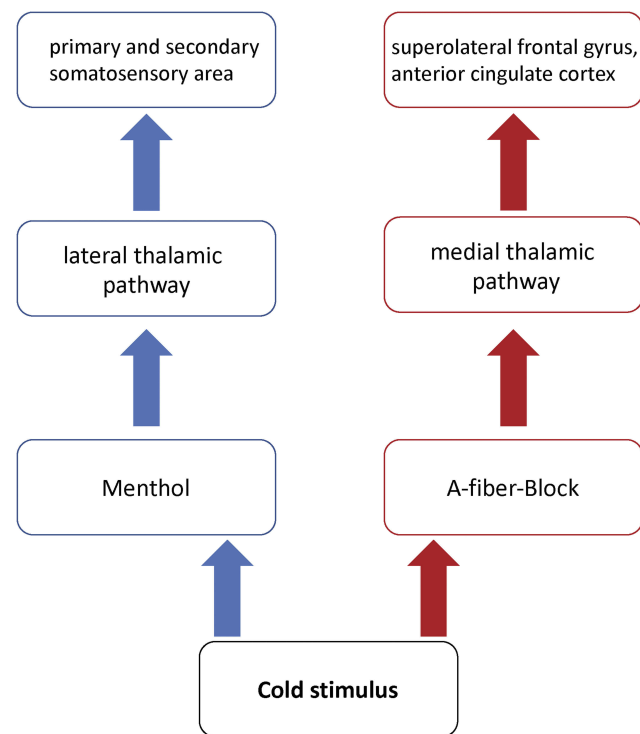 primary and secondary
somatosensory area
superolateral frontal gyrus,
anterior cingulate cortex
lateral thalamic
pathway
medial thalamic
pathway
Menthol
A-fiber-Block
Cold stimulus